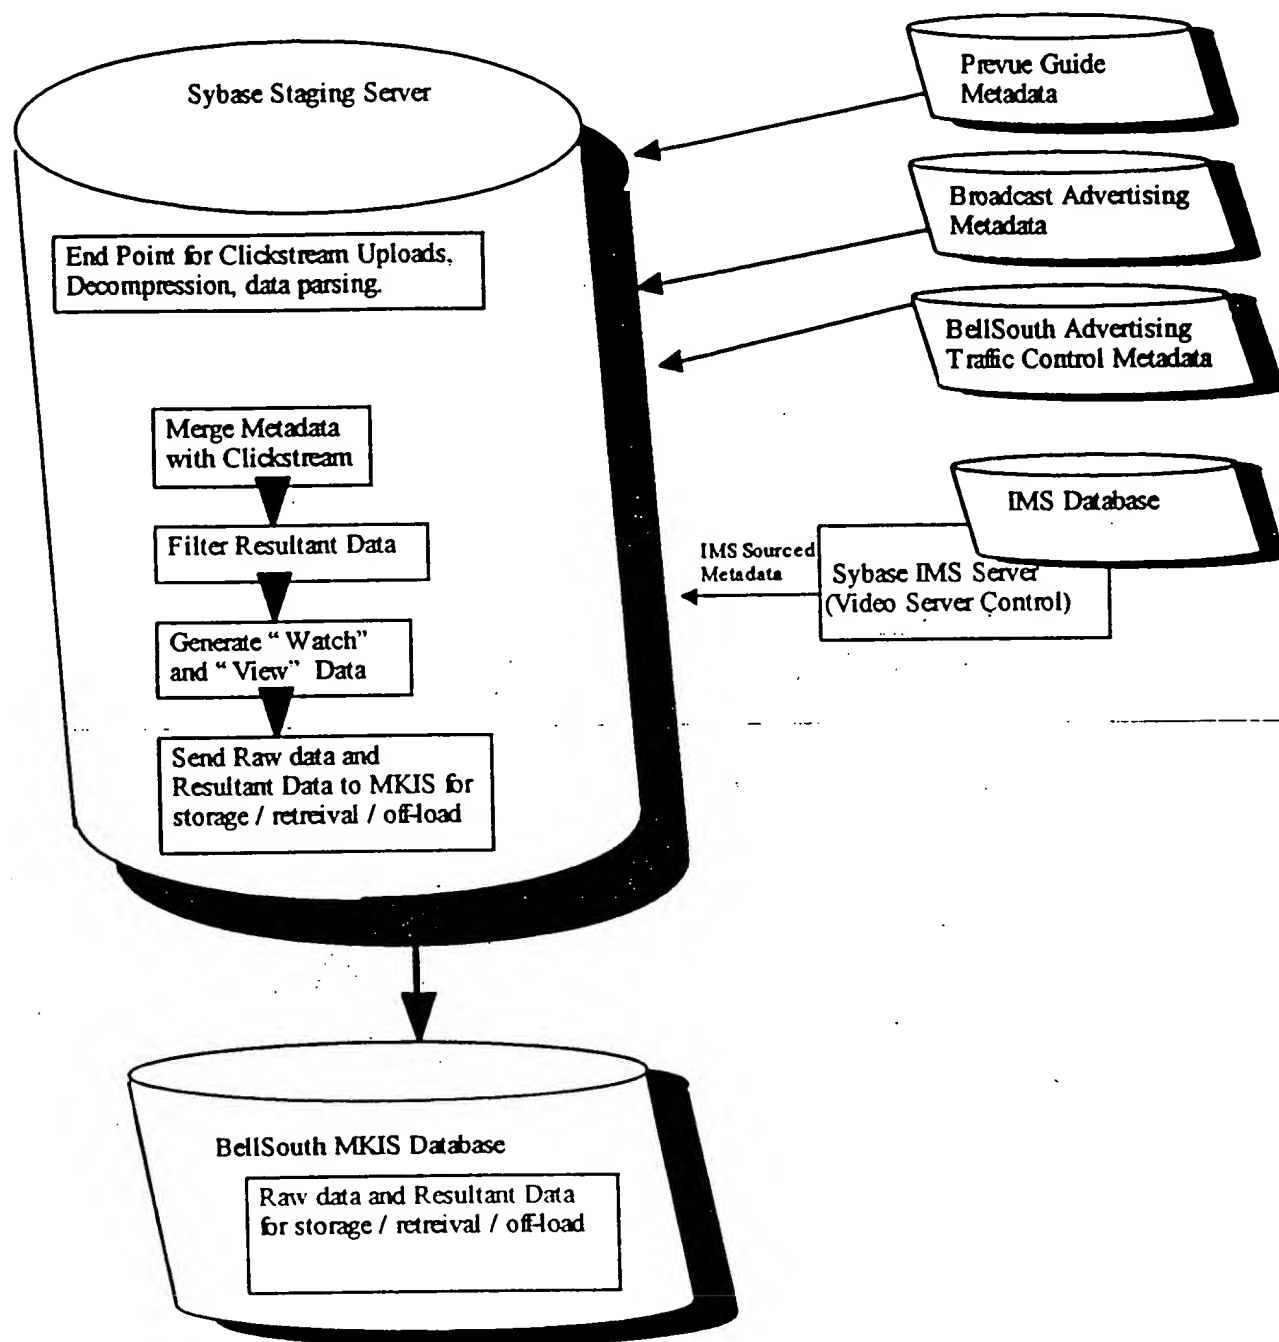 Sybase Staging Server
End Point for Clickstream Uploads,
Decompression, data parsing.
Merge Metadata
with Clickstream
Filter Resultant Data
Generate “ Watch”
and “ View” Data
Send Raw data and
Resultant Data to MKIS for
storage / retreival / off-load
Prevue Guide
Metadata
Broadcast Advertising
Metadata
BellSouth Advertising
Traffic Control Metadata
IMS Database
IMS Sourced
Metadata
Sybase IMS Server
(Video Server Control)
BellSouth MKIS Database
Raw data and Resultant Data
for storage / retreival / off-load